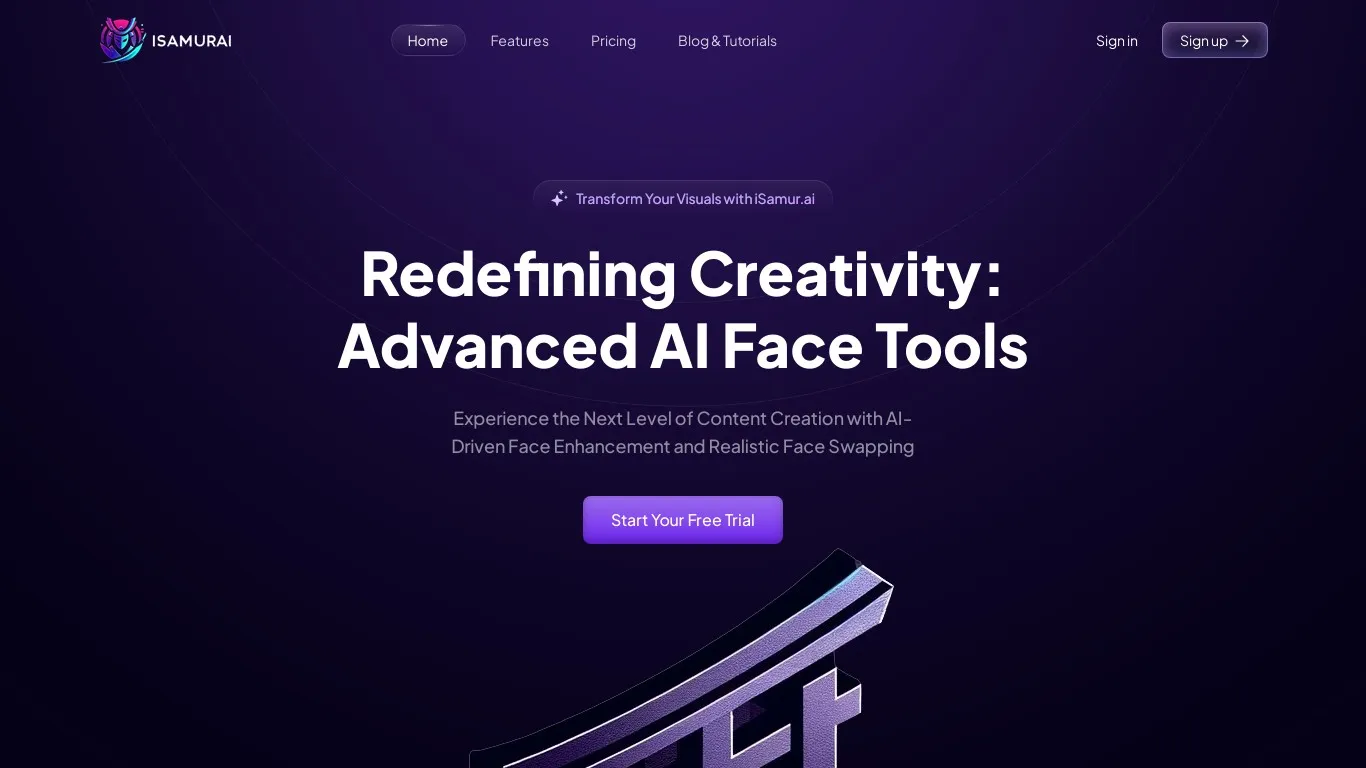 ISAMURAI
Home
Features
Pricing
Blog & Tutorials
Sign in
Sign up
Transform Your Visuals with iSamur.ai
Redefining Creativity:
Advanced AI Face Tools
Experience the Next Level of Content Creation with AI-
Driven Face Enhancement and Realistic Face Swapping
Start Your Free Trial